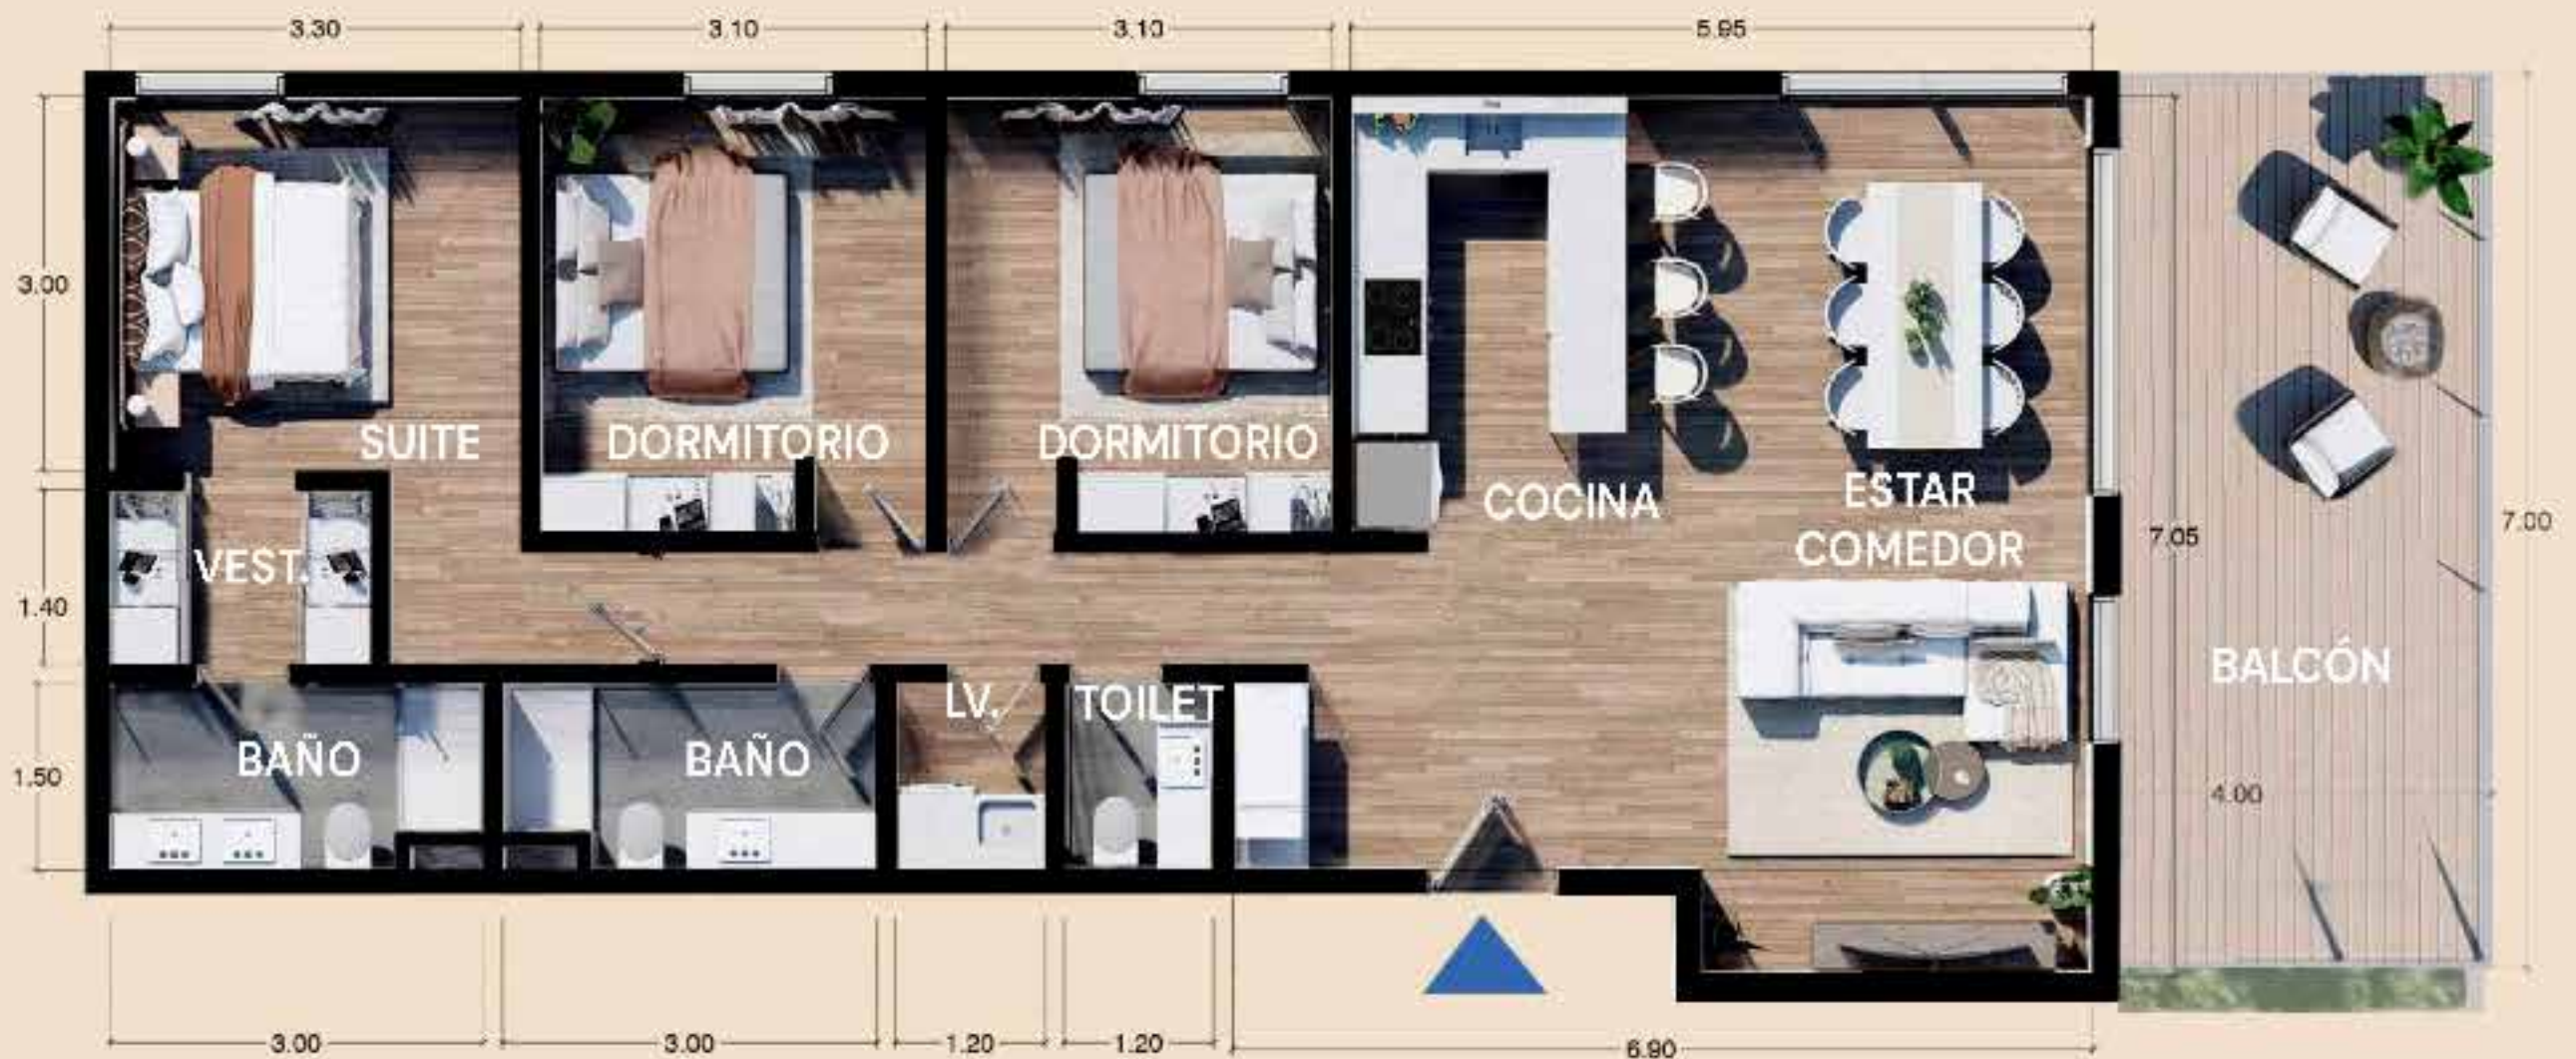 3.30
3.10
3.10
5.95
3.00
SUITE
DORMITORIO
DORMITORIO
COCINA
ESTAR
COMEDOR
7.05
7.00
VEST.
1.40
BALCÓN
LV.
TOILET
BAÑO
BAÑO
1.50
4.00
3.00
3.00
1.20
1.20
6.90